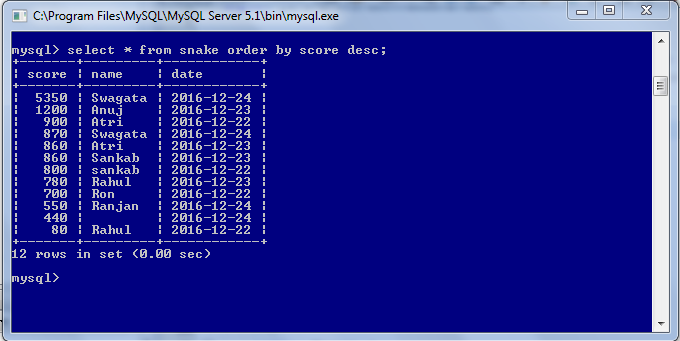 C:\Program Files\MySQL\MySQL Server 5.1\bin\mysql.exe
mysql> select * from snake order by score desc;
+-------+---------+------------+
| score | name    | date       |
+-------+---------+------------+
|  5350 | Swagata | 2016-12-24 |
|  1200 | Anuj    | 2016-12-23 |
|   900 | Atri    | 2016-12-22 |
|   870 | Swagata | 2016-12-24 |
|   860 | Atri    | 2016-12-23 |
|   860 | Sankab  | 2016-12-23 |
|   800 | sankab  | 2016-12-22 |
|   780 | Rahul   | 2016-12-23 |
|   700 | Ron     | 2016-12-22 |
|   550 | Ranjan  | 2016-12-24 |
|   440 |         | 2016-12-24 |
|    80 | Rahul   | 2016-12-22 |
+-------+---------+------------+
12 rows in set (0.00 sec)
mysql>